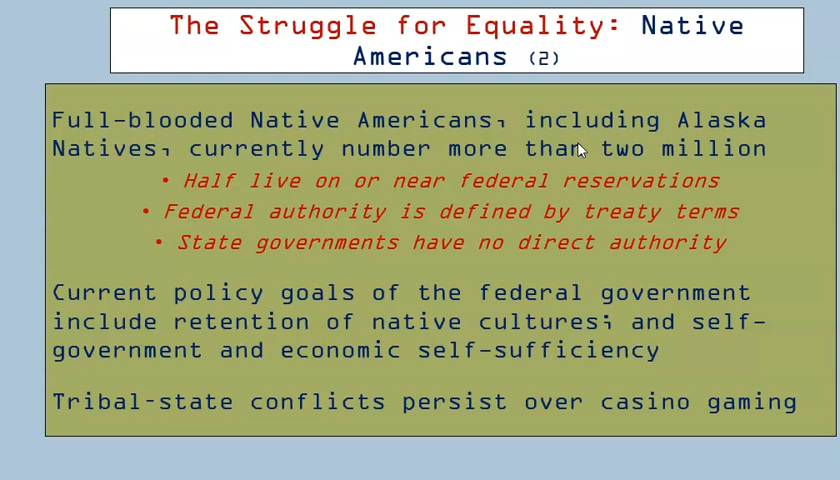 The Struggle for Equality: Native
Americans (2)
Full-blooded Native Americans, including Alaska
Natives, currently number more than two million
• Half live on or near federal reservations
• Federal authority is defined by treaty terms
• State governments have no direct authority
Current policy goals of the federal government
include retention of native cultures; and self-
government and economic self-sufficiency
Tribal-state conflicts persist over casino gaming